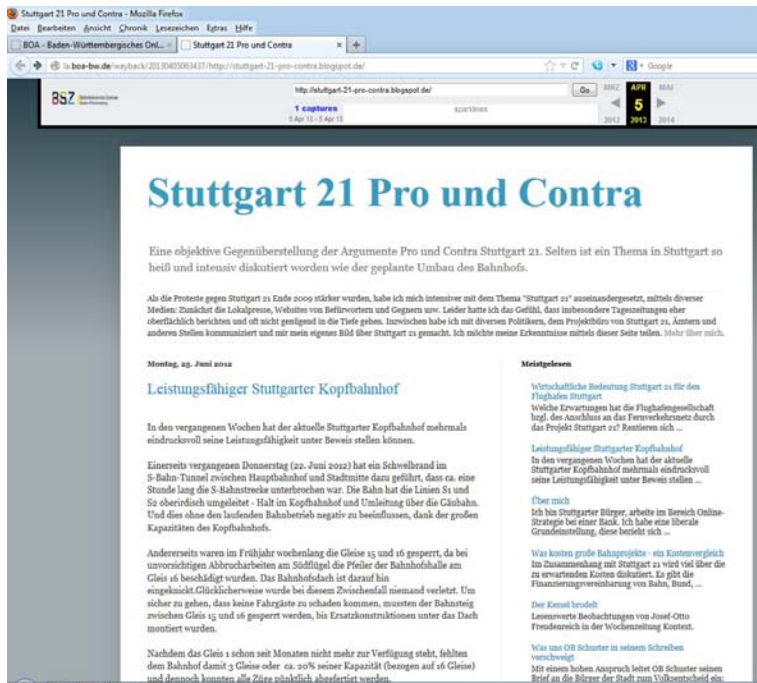 Stuttgart 21 Pro und Contra - Mozilla Firefox
Datei Bearbeiten Ansicht Chronik Lesezeichen Extras Hilfe
BOA - Baden-Württembergisches Onl...
Stuttgart 21 Pro und Contra
la.boa-bw.de/wayback/20130405063437/http://stuttgart-21-pro-contra.blogspot.de/
Google
BSZ
http://stuttgart-21-pro-contra.blogspot.de/
Go
MRZ APR MAI
1 captures
sparklines
5
5 Apr 13 - 5 Apr 13
2012 2013 2014
Stuttgart 21 Pro und Contra
Eine objektive Gegenüberstellung der Argumente Pro und Contra Stuttgart 21. Selten ist ein Thema in Stuttgart so
heiß und intensiv diskutiert worden wie der geplante Umbau des Bahnhofs.
Als die Proteste gegen Stuttgart 21 Ende 2009 stärker wurden, habe ich mich intensiver mit dem Thema "Stuttgart 21" auseinandergesetzt, mittels diverser
Medien: Zunächst die Lokalpresse, Websites von Befürwortern und Gegnern usw. Leider hatte ich das Gefühl, dass insbesondere Tageszeitungen eher
oberflächlich berichten und oft nicht genügend in die Tiefe gehen. Inzwischen habe ich mit diversen Politikern, dem Projektbüro von Stuttgart 21, Ämtern und
anderen Stellen kommuniziert und mir mein eigenes Bild über Stuttgart 21 gemacht. Ich möchte meine Erkenntnisse mittels dieser Seite teilen. Mehr über mich.
Montag, 25. Juni 2012
Leistungsfähiger Stuttgarter Kopfbahnhof
In den vergangenen Wochen hat der aktuelle Stuttgarter Kopfbahnhof mehrmals
eindrucksvoll seine Leistungsfähigkeit unter Beweis stellen können.
Einerseits vergangenen Donnerstag (22. Juni 2012) hat ein Schwelbrand im
S-Bahn-Tunnel zwischen Hauptbahnhof und Stadtmitte dazu geführt, dass ca. eine
Stunde lang die S-Bahnstrecke unterbrochen war. Die Bahn hat die Linien S1 und
S2 oberirdisch umgeleitet - Halt im Kopfbahnhof und Umleitung über die Gäubahn.
Und dies ohne den laufenden Bahnbetrieb negativ zu beeinflussen, dank der großen
Kapazitäten des Kopfbahnhofs.
Andererseits waren im Frühjahr wochenlang die Gleise 15 und 16 gesperrt, da bei
unvorsichtigen Abbrucharbeiten am Südflügel die Pfeiler der Bahnhofshalle am
Gleis 16 beschädigt wurden. Das Bahnhofsdach ist darauf hin
eingeknickt.Glücklicherweise wurde bei diesem Zwischenfall niemand verletzt. Um
sicher zu gehen, dass keine Fahrgäste zu schaden kommen, mussten der Bahnsteig
zwischen Gleis 15 und 16 gesperrt werden, bis Ersatzkonstruktionen unter das Dach
montiert wurden.
Nachdem das Gleis 1 schon seit Monaten nicht mehr zur Verfügung steht, fehlten
dem Bahnhof damit 3 Gleise oder ca. 20% seiner Kapazität (bezogen auf 16 Gleise)
und dennoch konnten alle Züge pünktlich abgefertigt werden.
Meistgelesen
Wirtschaftliche Bedeutung Stuttgart 21 für den
Flughafen Stuttgart
Welche Erwartungen hat die Flughafengesellschaft
bzgl. des Anschluss an das Fernverkehrsnetz durch
das Projekt Stuttgart 21? Rentieren sich ...
Leistungsfähiger Stuttgarter Kopfbahnhof
In den vergangenen Wochen hat der aktuelle
Stuttgarter Kopfbahnhof mehrmals eindrucksvoll
seine Leistungsfähigkeit unter Beweis stellen ...
Über mich
Ich bin Stuttgarter Bürger, arbeite im Bereich Online-
Strategie bei einer Bank. Ich habe eine liberale
Grundeinstellung, diese bezieht sich ...
Was kosten große Bahnprojekte - ein Kostenvergleich
Im Zusammenhang mit Stuttgart 21 wird viel über die
zu erwartenden Kosten diskutiert. Es gibt die
Finanzierungsvereinbarung von Bahn, Bund, ...
Der Kessel brodelt
Lesenswerte Beobachtungen von Josef-Otto
Freudenreich in der Wochenzeitung Kontext.
Was uns OB Schuster in seinem Schreiben
verschweigt
Mit einem hohen Anspruch leitet OB Schuster seinen
Brief an die Bürger der Stadt zum Volksentscheid ein: